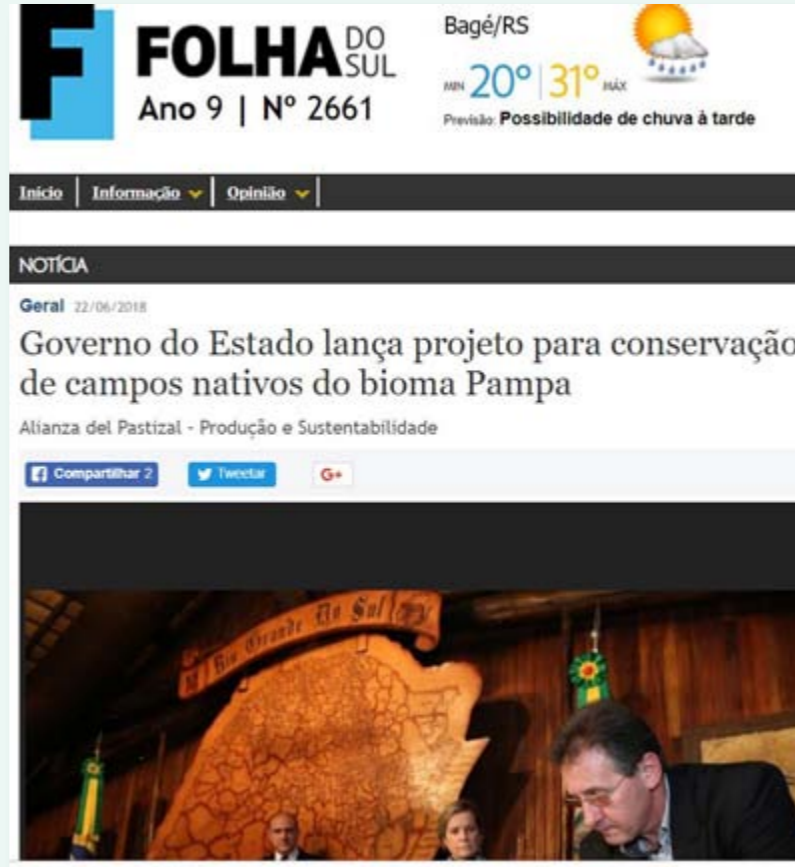 FOLHA DO SUL
Ano 9 | Nº 2661
Bagé/RS
MIN 20° | 31° MÁX
Previsão: Possibilidade de chuva à tarde
Início | Informação | Opinião
NOTÍCIA
Geral 22/06/2018
Governo do Estado lança projeto para conservação
de campos nativos do bioma Pampa
Alianza del Pastizal - Produção e Sustentabilidade
Compartilhar 2
Tweetar
G+
Rio Grande Do Sul